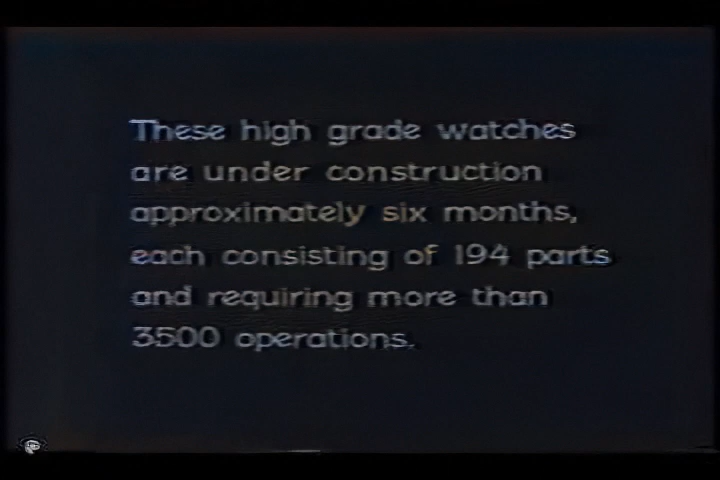 These high grade watches
are under construction
approximately six months,
each consisting of 194 parts
and requiring more than
3500 operations.